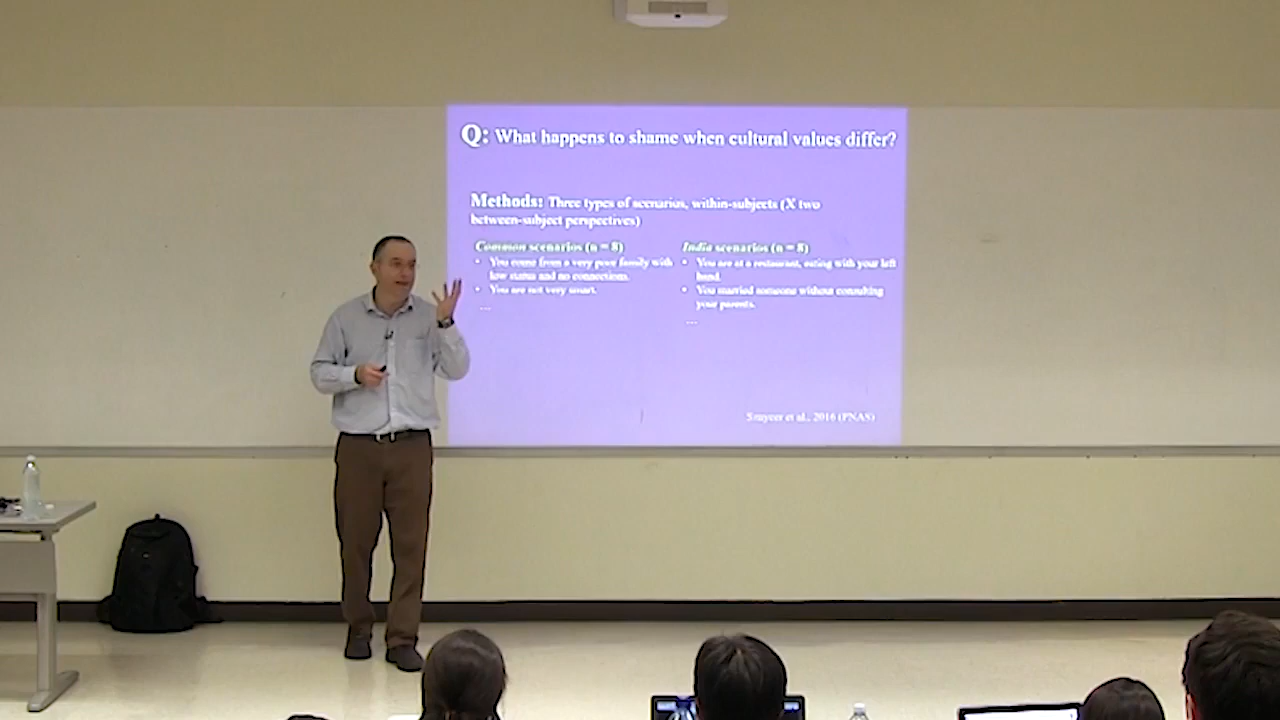 Q: What happens to shame when cultural values differ?
Methods: Three types of scenarios, within-subjects (X two
between-subject perspectives)
Common scenarios (n = 8)
• You come from a very poor family with
low status and no connections.
• You are not very smart.
...
India scenarios (n = 8)
• You are at a restaurant, eating with your left
hand.
• You married someone without consulting
your parents.
...
Sznycer et al., 2016 (PNAS)